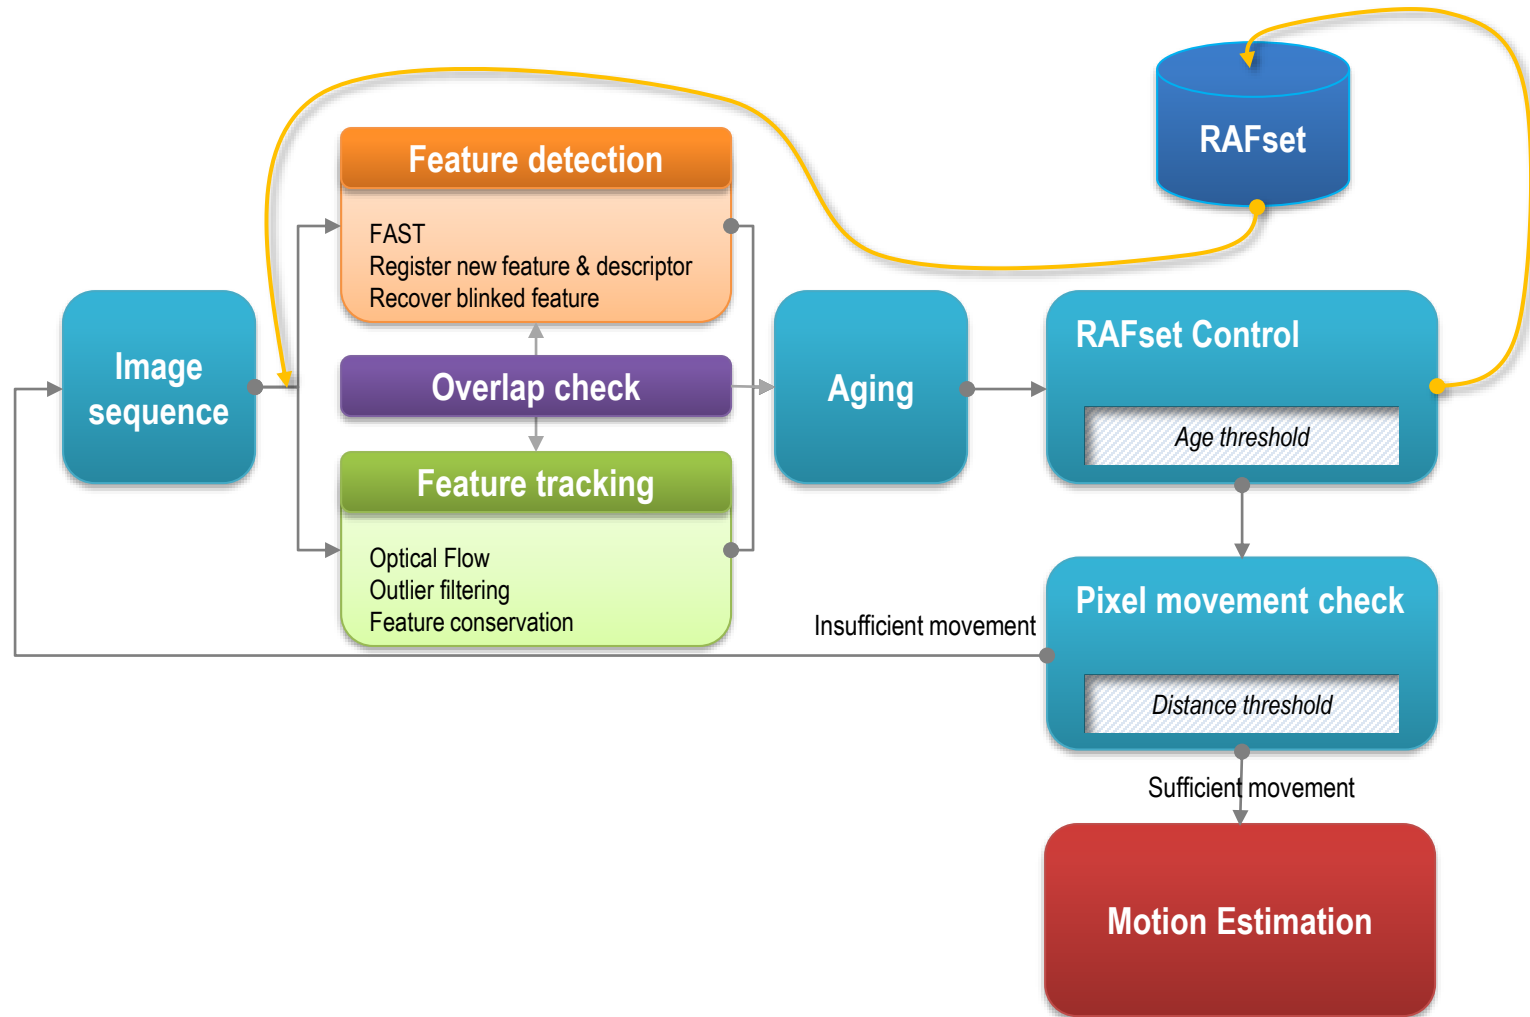 RAFset
Feature detection
FAST
Register new feature & descriptor
Recover blinked feature
Image
sequence
Overlap check
Aging
RAFset Control
Age threshold
Feature tracking
Optical Flow
Outlier filtering
Feature conservation
Insufficient movement
Pixel movement check
Distance threshold
Sufficient movement
Motion Estimation